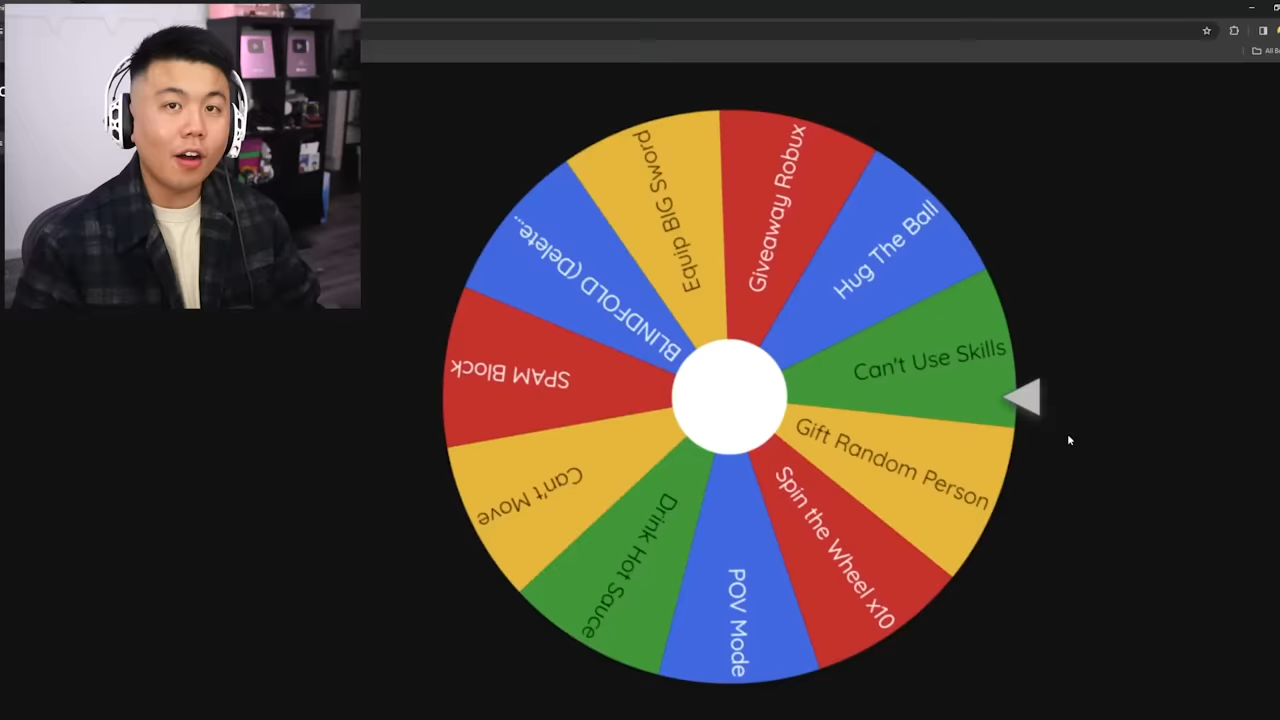 All B
Equip BIG Sword
Giveaway Robux
Hug The Ball
Can't Use Skills
Gift Random Person
Spin the Wheel x10
POV Mode
Drink Hot Sauce
Can't Move
SPAM Block
BLINDFOLD (Delete...